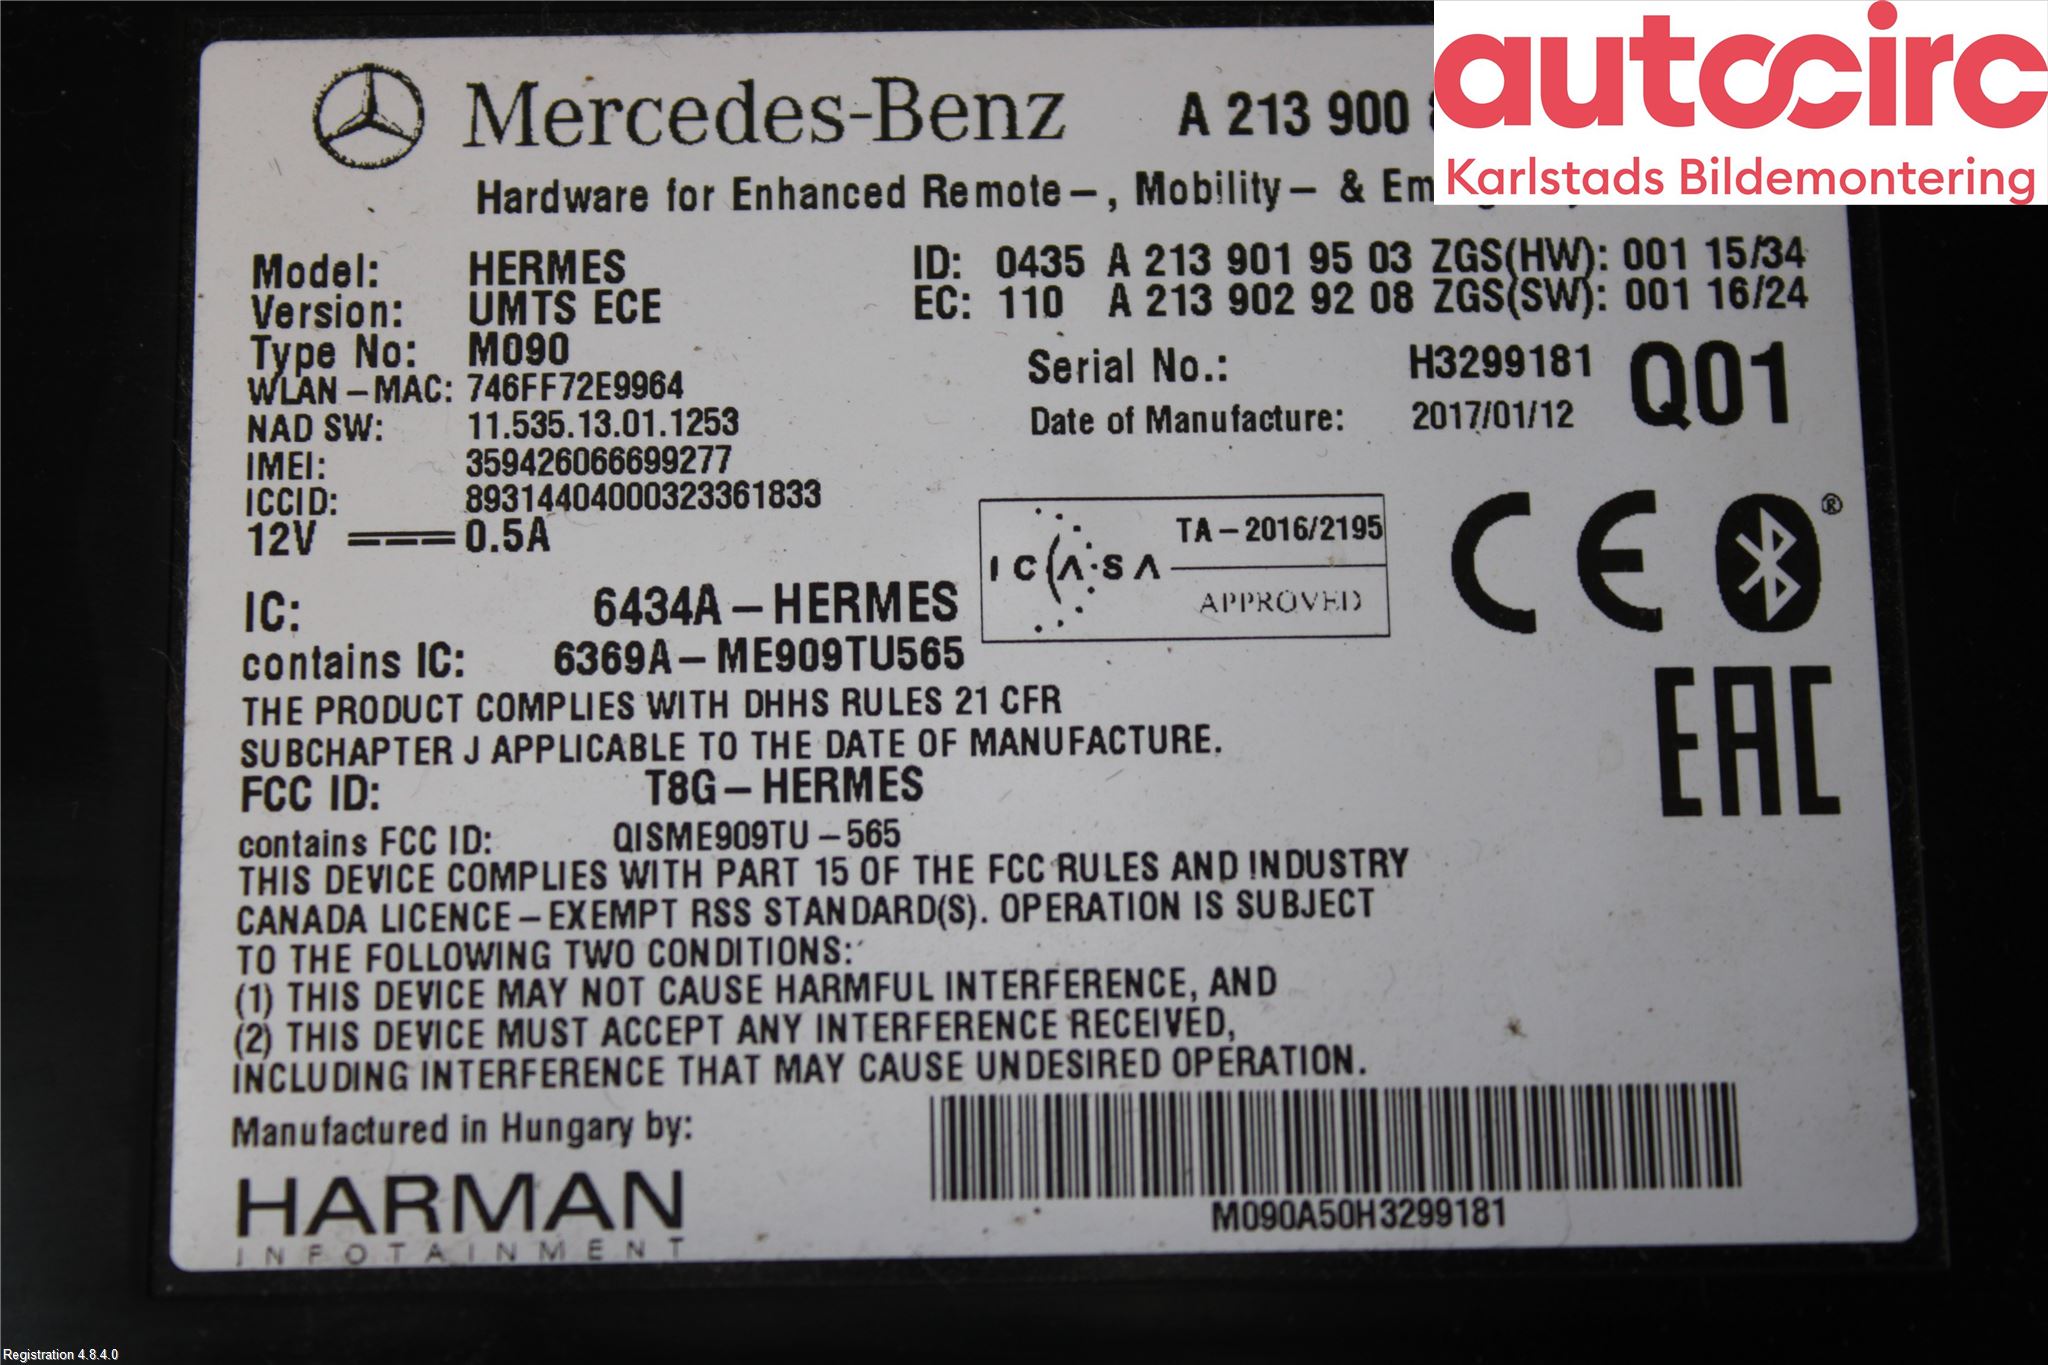 autocirc
Karlstads Bildemontering
Mercedes-Benz A 213 900
Hardware for Enhanced Remote-, Mobility- &
Model: HERMES ID: 0435 A 213 901 95 03 ZGS(HW): 001 15/34
Version: UMTS ECE EC: 110 A 213 902 92 08 ZGS(SW): 001 16/24
Type No: M090 Serial No.: H3299181 Q01
WLAN-MAC: 746FF72E9964
NAD SW: 11.535.13.01.1253 Date of Manufacture: 2017/01/12
IMEI: 359426066699277
ICCID: 89314404000323361833
12V 0.5A
ICASA TA-2016/2195
APPROVED
CE
IC: 6434A-HERMES
contains IC: 6369A-ME909TU565
EAC
THE PRODUCT COMPLIES WITH DHHS RULES 21 CFR
SUBCHAPTER J APPLICABLE TO THE DATE OF MANUFACTURE.
FCC ID: T8G-HERMES
contains FCC ID: QISME909TU-565
THIS DEVICE COMPLIES WITH PART 15 OF THE FCC RULES AND INDUSTRY
CANADA LICENCE-EXEMPT RSS STANDARD(S). OPERATION IS SUBJECT
TO THE FOLLOWING TWO CONDITIONS:
(1) THIS DEVICE MAY NOT CAUSE HARMFUL INTERFERENCE, AND
(2) THIS DEVICE MUST ACCEPT ANY INTERFERENCE RECEIVED,
INCLUDING INTERFERENCE THAT MAY CAUSE UNDESIRED OPERATION.
Manufactured in Hungary by:
HARMAN
INFOTAINMENT
M090A50H3299181
Registration 4.8.4.0